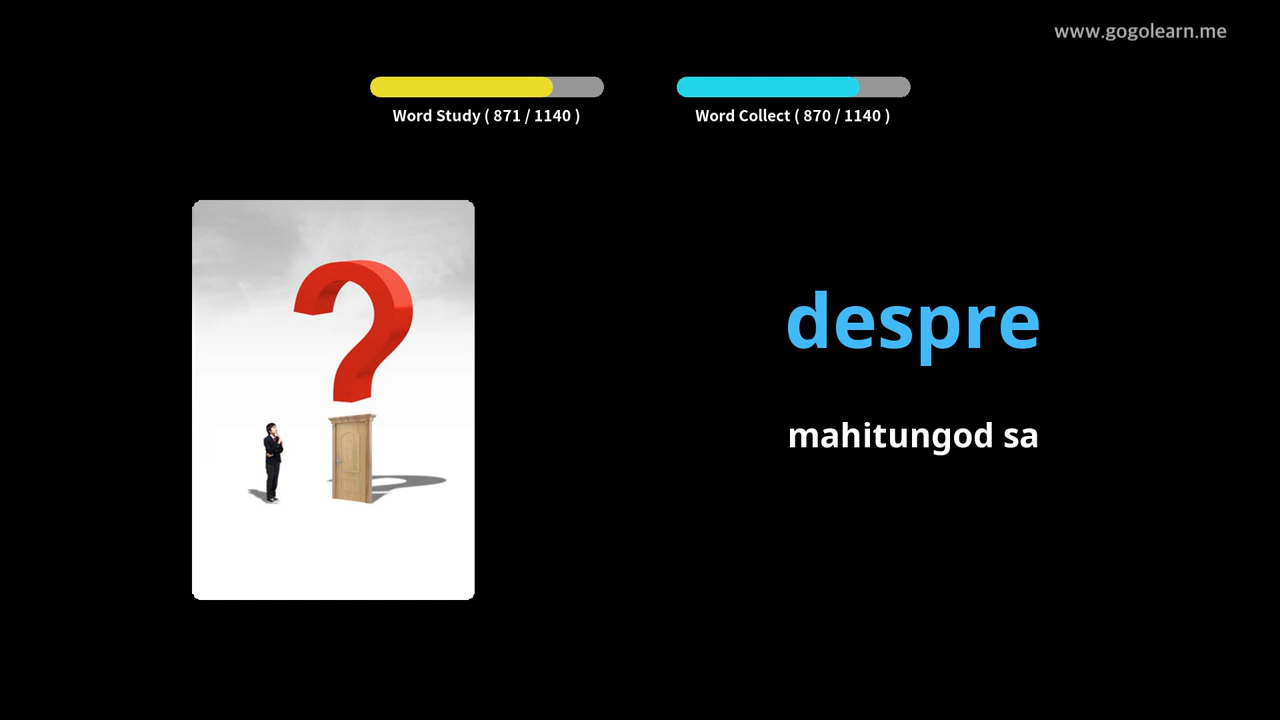 www.gogolearn.me
Word Study ( 871 / 1140 )
Word Collect ( 870 / 1140 )
despre
mahitungod sa